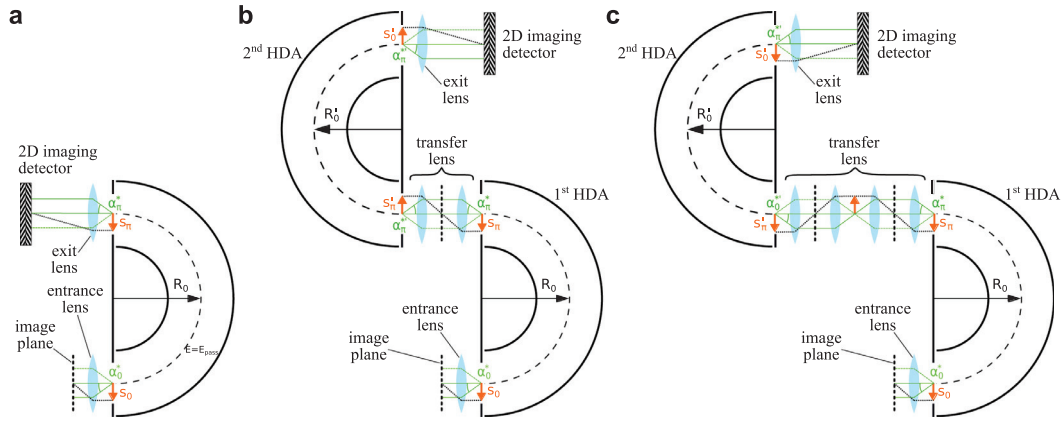 a
2D imaging
detector
α*π
Sπ
exit
lens
R0
entrance
lens
image
plane
E=Epass
α*0
S0
b
2nd HDA
S'0
α*'π
2D imaging
detector
exit
lens
R'0
transfer
lens
1st HDA
S'π
α*'π
α*π
Sπ
R0
entrance
lens
image
plane
α*0
S0
c
2nd HDA
α*'π
S'0
2D imaging
detector
exit
lens
R'0
transfer
lens
1st HDA
α*'0
S'π
α*π
Sπ
R0
entrance
lens
image
plane
α*0
S0